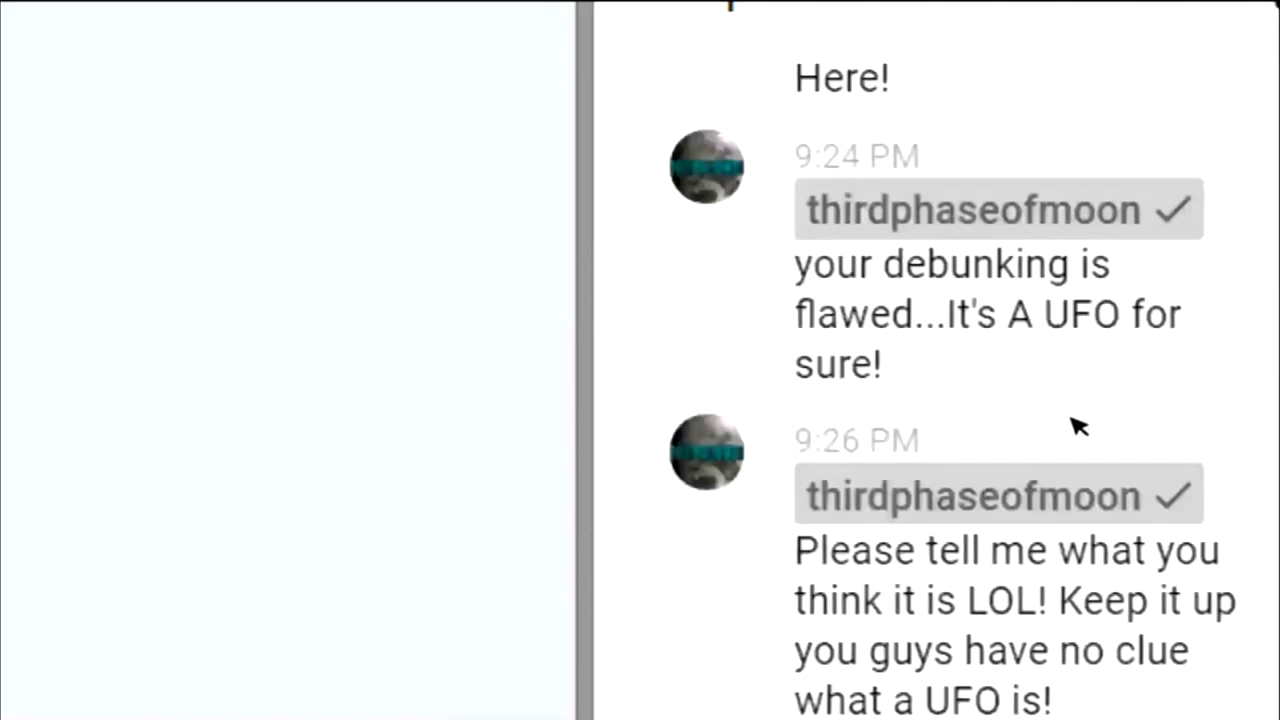 Here!
9:24 PM
thirdphaseofmoon ✓
your debunking is
flawed...It's A UFO for
sure!
9:26 PM
thirdphaseofmoon ✓
Please tell me what you
think it is LOL! Keep it up
you guys have no clue
what a UFO is!